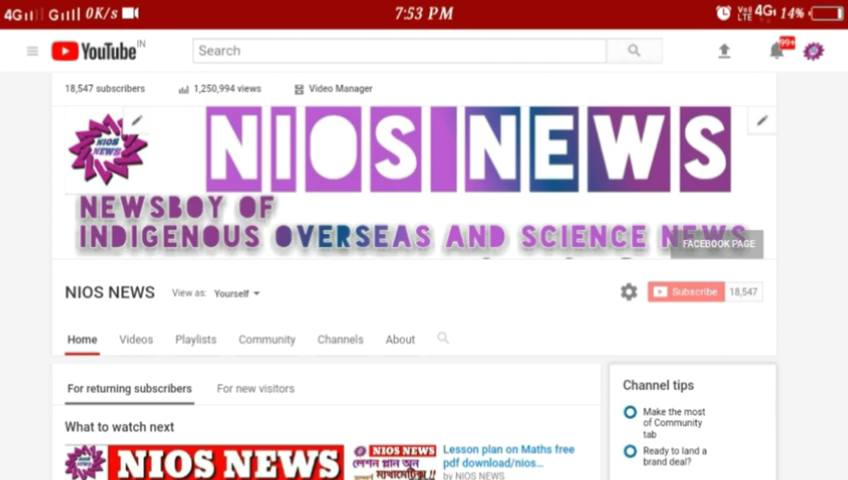 4G G 0K/s 7:53 PM VoLTE 4G 14%
YouTube IN Search 99+
18,547 subscribers 1,250,994 views Video Manager
NIOS NEWS
NIOS NEWS
NEWSBOY OF
INDIGENOUS OVERSEAS AND SCIENCE NEWS
FACEBOOK PAGE
NIOS NEWS View as: Yourself Subscribe 18,547
Home Videos Playlists Community Channels About
For returning subscribers For new visitors
What to watch next
NIOS NEWS
NIOS NEWS
লেশন প্লান অন
Lesson plan on Maths free
pdf download/nios...
by NIOS NEWS
Channel tips
Make the most
of Community
tab
Ready to land a
brand deal?